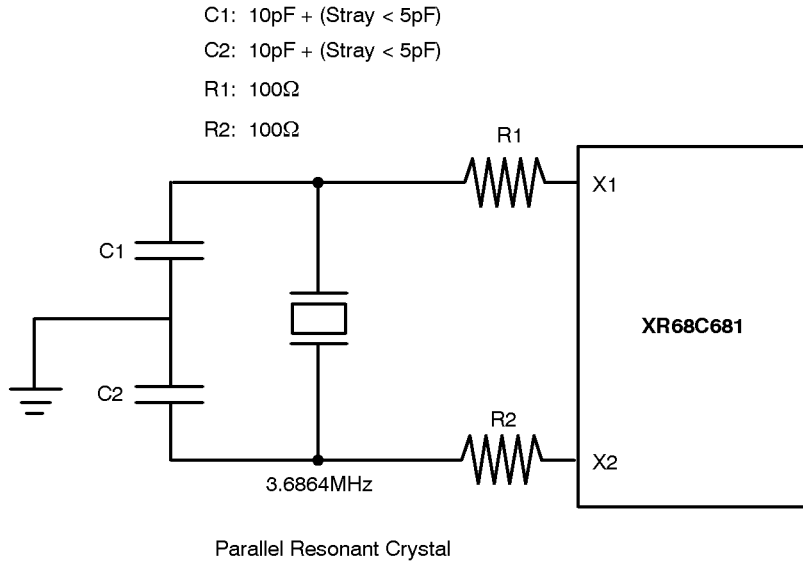 C1: 10pF + (Stray < 5pF)
C2: 10pF + (Stray < 5pF)
R1: 100Ω
R2: 100Ω
R1
X1
C1
XR68C681
C2
R2
X2
3.6864MHz
Parallel Resonant Crystal